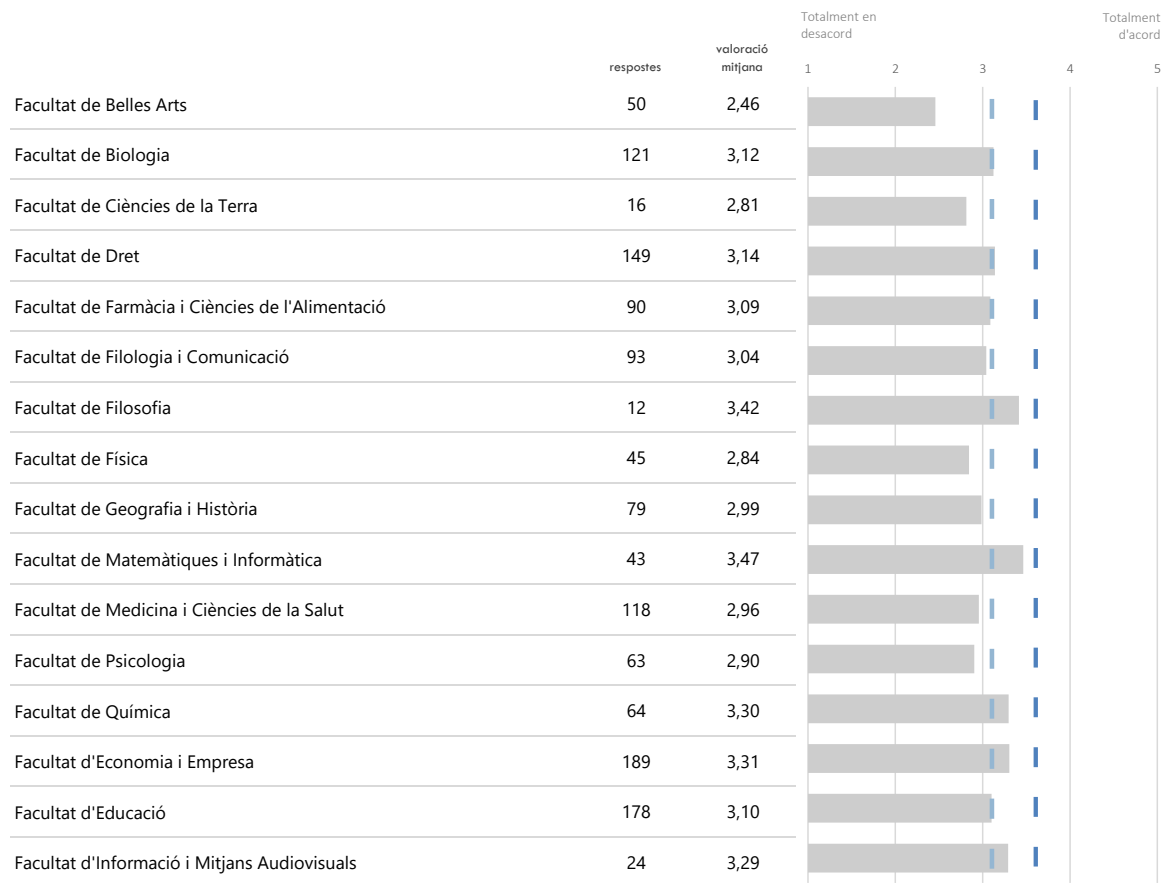 Totalment en
desacord
Totalment
d'acord
respostes
valoració
mitjana
1 2 3 4 5
Facultat de Belles Arts 50 2,46
Facultat de Biologia 121 3,12
Facultat de Ciències de la Terra 16 2,81
Facultat de Dret 149 3,14
Facultat de Farmàcia i Ciències de l'Alimentació 90 3,09
Facultat de Filologia i Comunicació 93 3,04
Facultat de Filosofia 12 3,42
Facultat de Física 45 2,84
Facultat de Geografia i Història 79 2,99
Facultat de Matemàtiques i Informàtica 43 3,47
Facultat de Medicina i Ciències de la Salut 118 2,96
Facultat de Psicologia 63 2,90
Facultat de Química 64 3,30
Facultat d'Economia i Empresa 189 3,31
Facultat d'Educació 178 3,10
Facultat d'Informació i Mitjans Audiovisuals 24 3,29